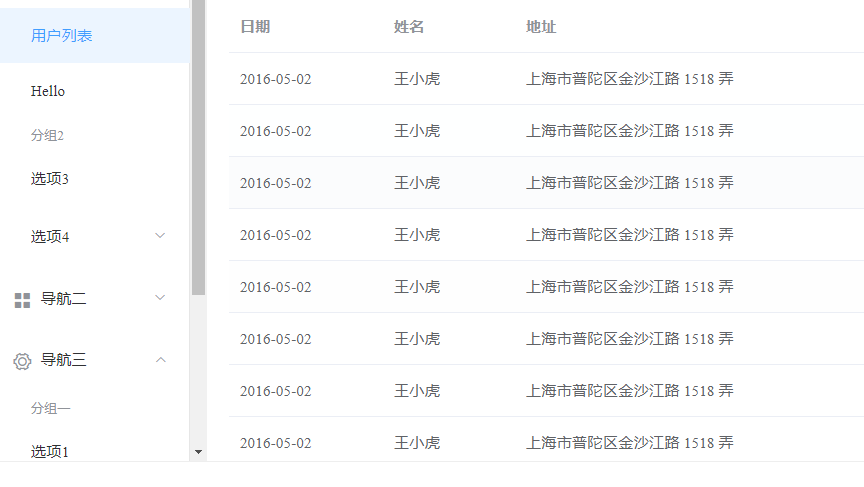 用户列表
Hello
分组2
选项3
选项4
导航二
导航三
分组一
选项1
日期 姓名 地址
2016-05-02 王小虎 上海市普陀区金沙江路 1518 弄
2016-05-02 王小虎 上海市普陀区金沙江路 1518 弄
2016-05-02 王小虎 上海市普陀区金沙江路 1518 弄
2016-05-02 王小虎 上海市普陀区金沙江路 1518 弄
2016-05-02 王小虎 上海市普陀区金沙江路 1518 弄
2016-05-02 王小虎 上海市普陀区金沙江路 1518 弄
2016-05-02 王小虎 上海市普陀区金沙江路 1518 弄
2016-05-02 王小虎 上海市普陀区金沙江路 1518 弄